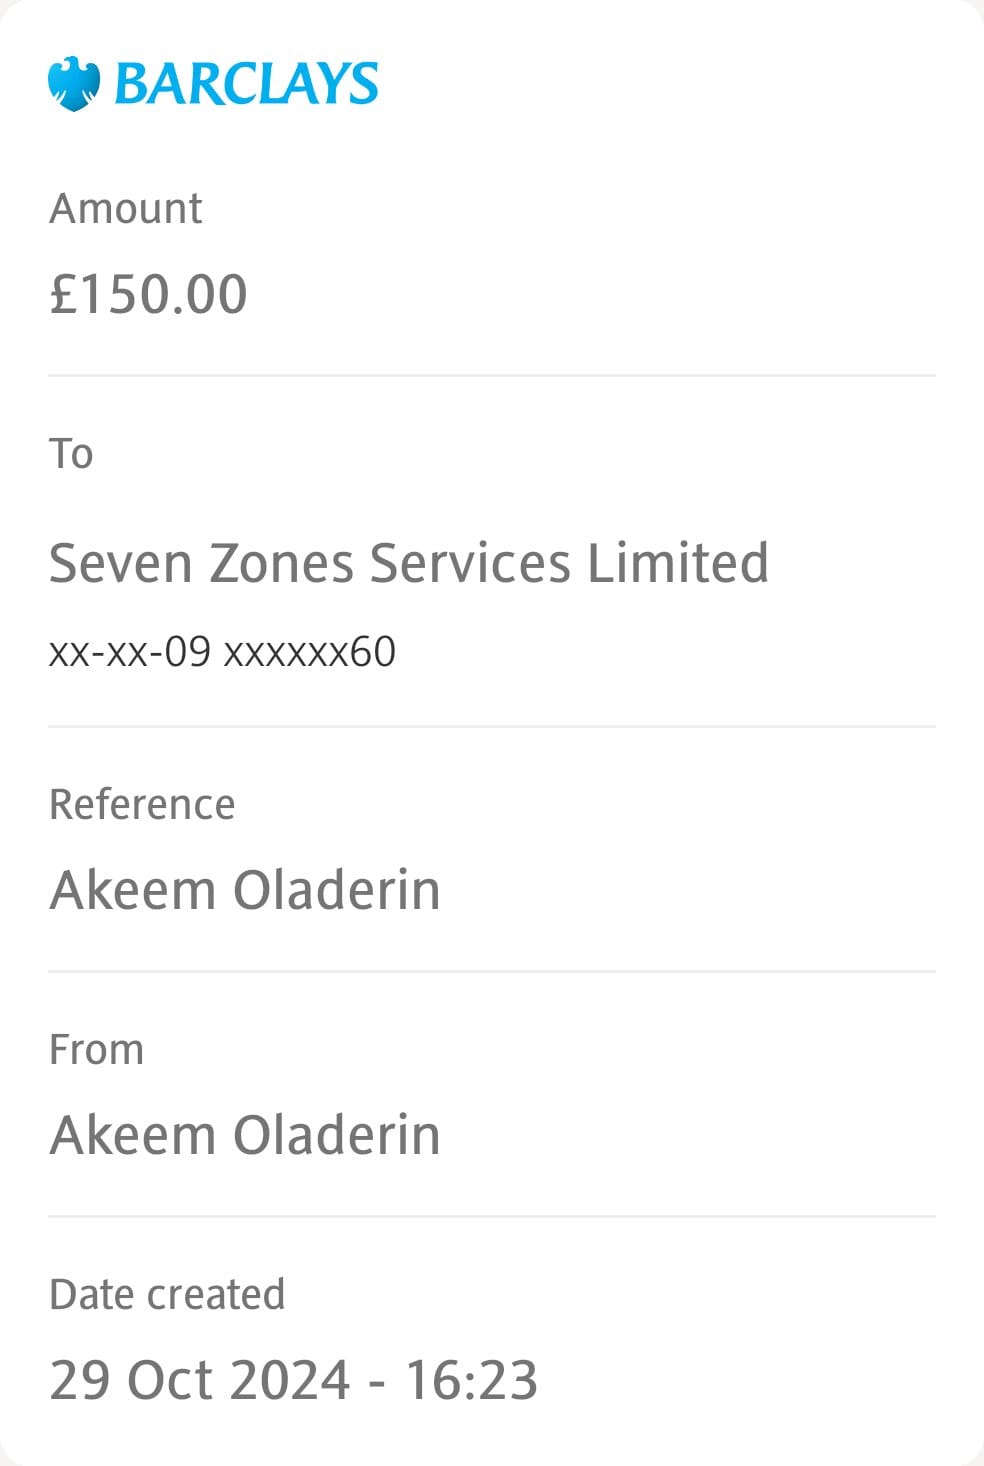 BARCLAYS
Amount
£150.00
To
Seven Zones Services Limited
xx-xx-09 xxxxxx60
Reference
Akeem Oladerin
From
Akeem Oladerin
Date created
29 Oct 2024 - 16:23